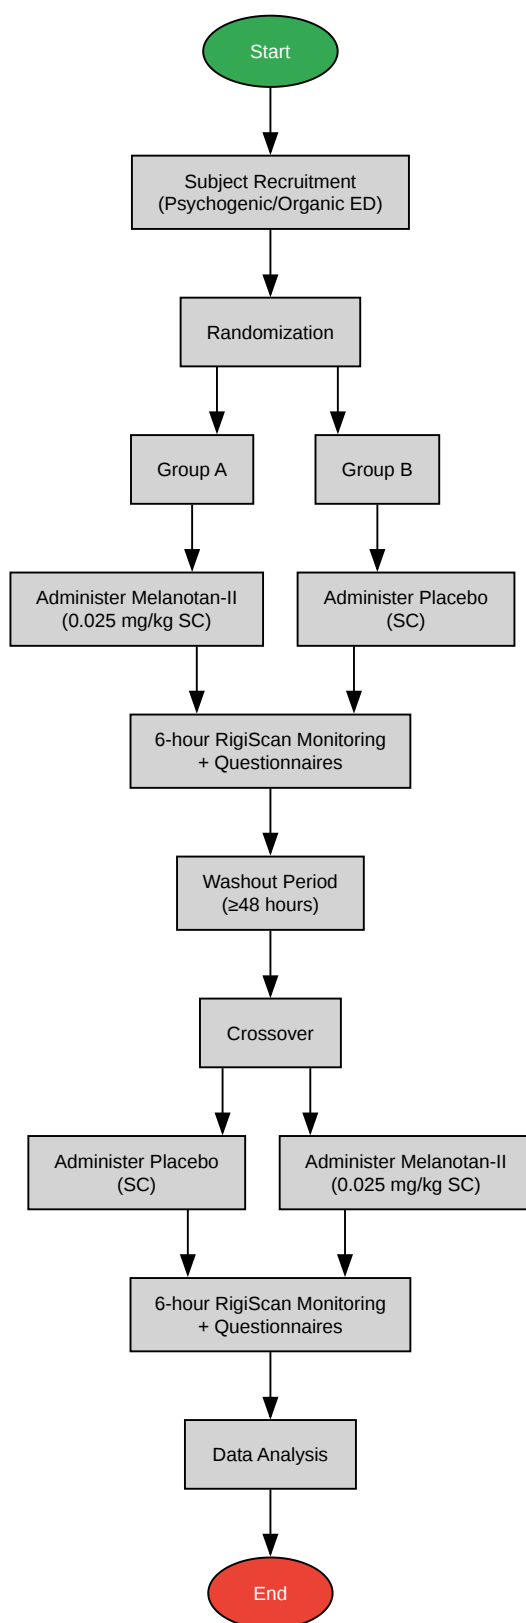 Start
Subject Recruitment
(Psychogenic/Organic ED)
Randomization
Group A
Group B
Administer Melanotan-II
(0.025 mg/kg SC)
Administer Placebo
(SC)
6-hour RigiScan Monitoring
+ Questionnaires
Washout Period
(≥48 hours)
Crossover
Administer Placebo
(SC)
Administer Melanotan-II
(0.025 mg/kg SC)
6-hour RigiScan Monitoring
+ Questionnaires
Data Analysis
End